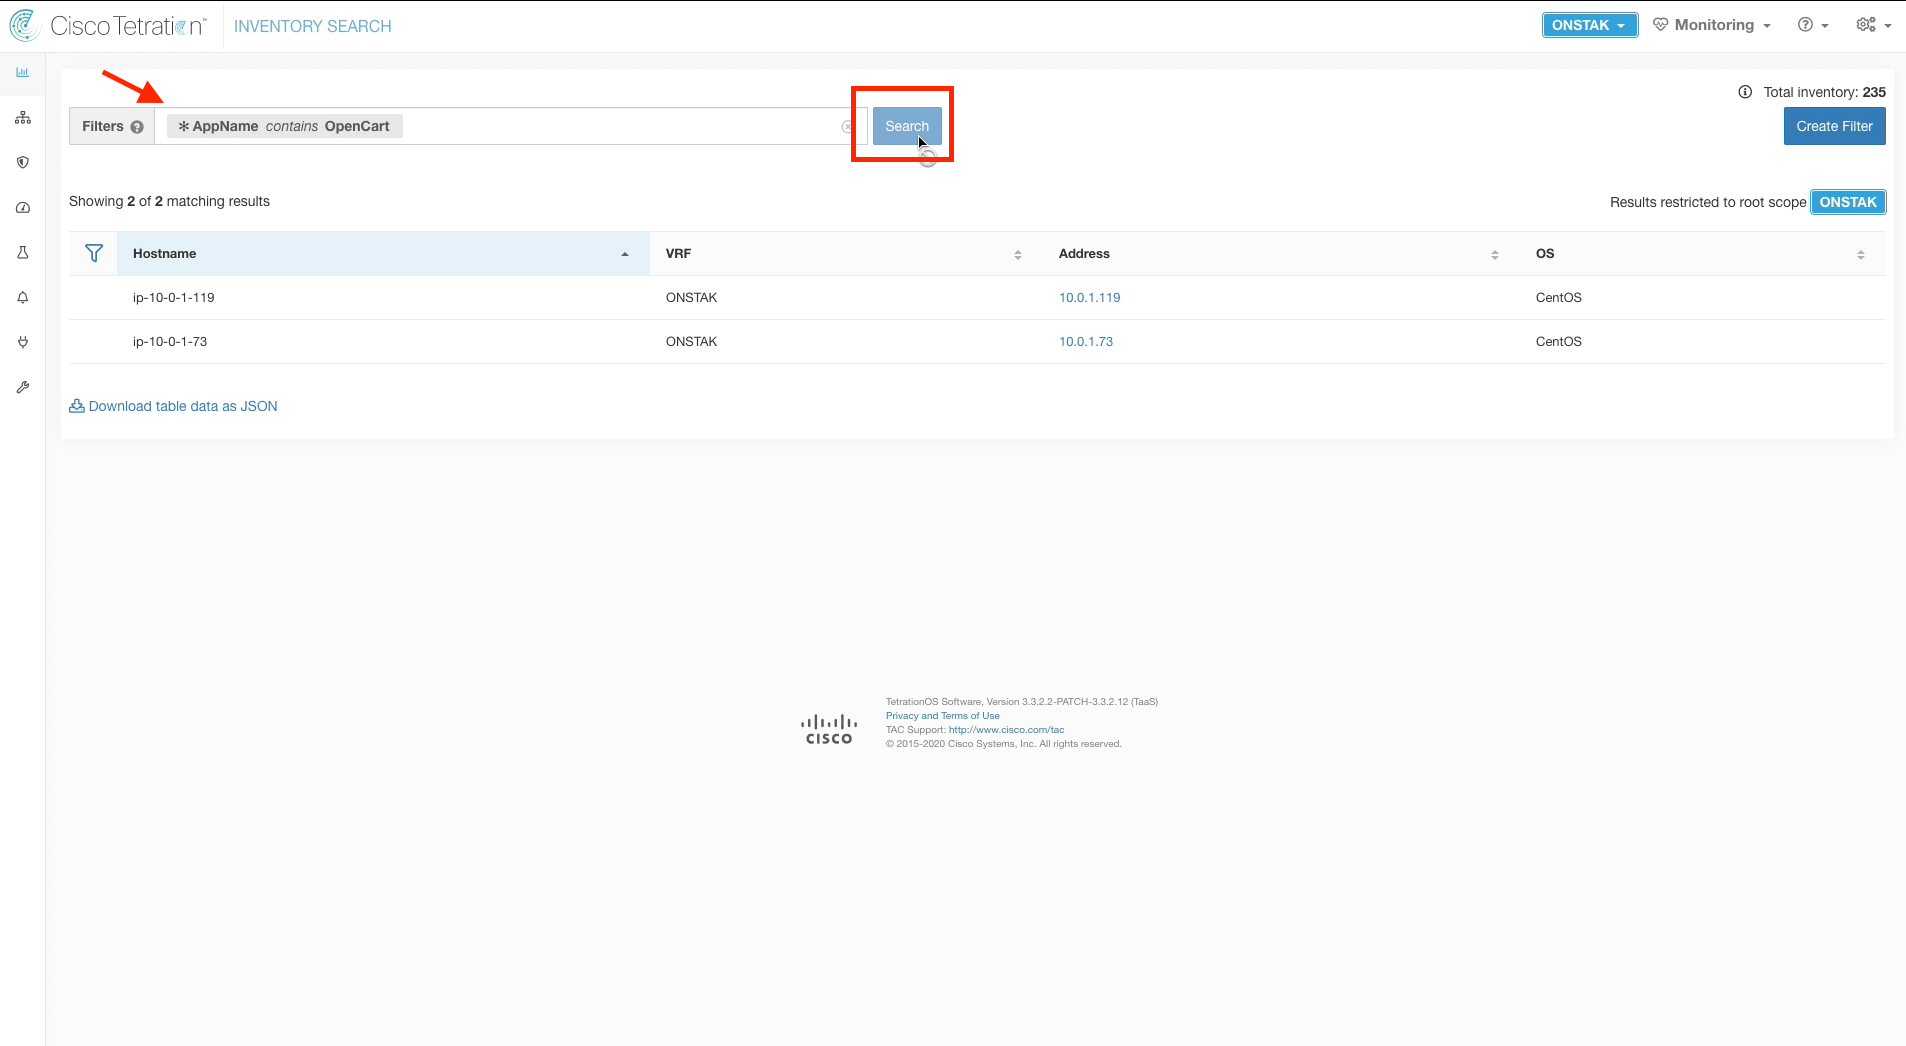 Cisco Tetration™ INVENTORY SEARCH ONSTAK Monitoring
Total inventory: 235
Filters AppName contains OpenCart Search Create Filter
Showing 2 of 2 matching results Results restricted to root scope ONSTAK
Hostname VRF Address OS
ip-10-0-1-119 ONSTAK 10.0.1.119 CentOS
ip-10-0-1-73 ONSTAK 10.0.1.73 CentOS
Download table data as JSON
TetrationOS Software, Version 3.3.2.2-PATCH-3.3.2.12 (TaaS)
Privacy and Terms of Use
TAC Support: http://www.cisco.com/tac
© 2015-2020 Cisco Systems, Inc. All rights reserved.
CISCO